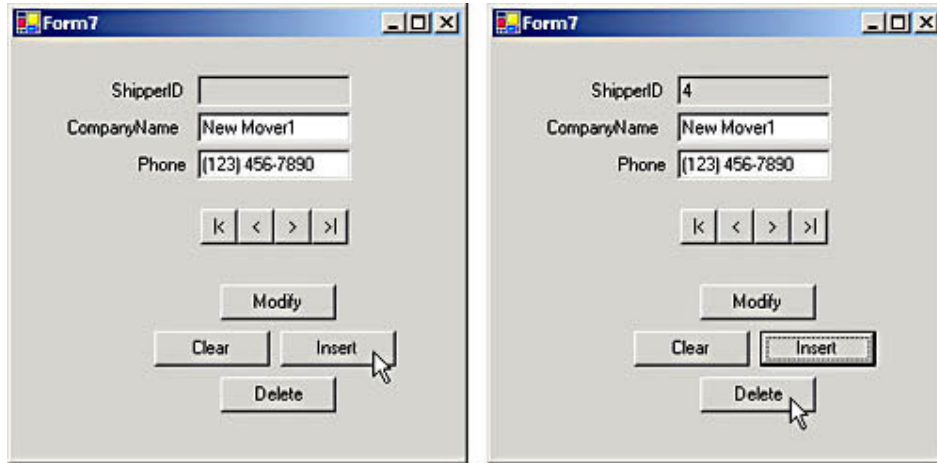 Form7
ShipperID
CompanyName New Mover1
Phone (123) 456-7890
|< < > >|
Modify
Clear Insert
Delete
Form7
ShipperID 4
CompanyName New Mover1
Phone (123) 456-7890
|< < > >|
Modify
Clear Insert
Delete